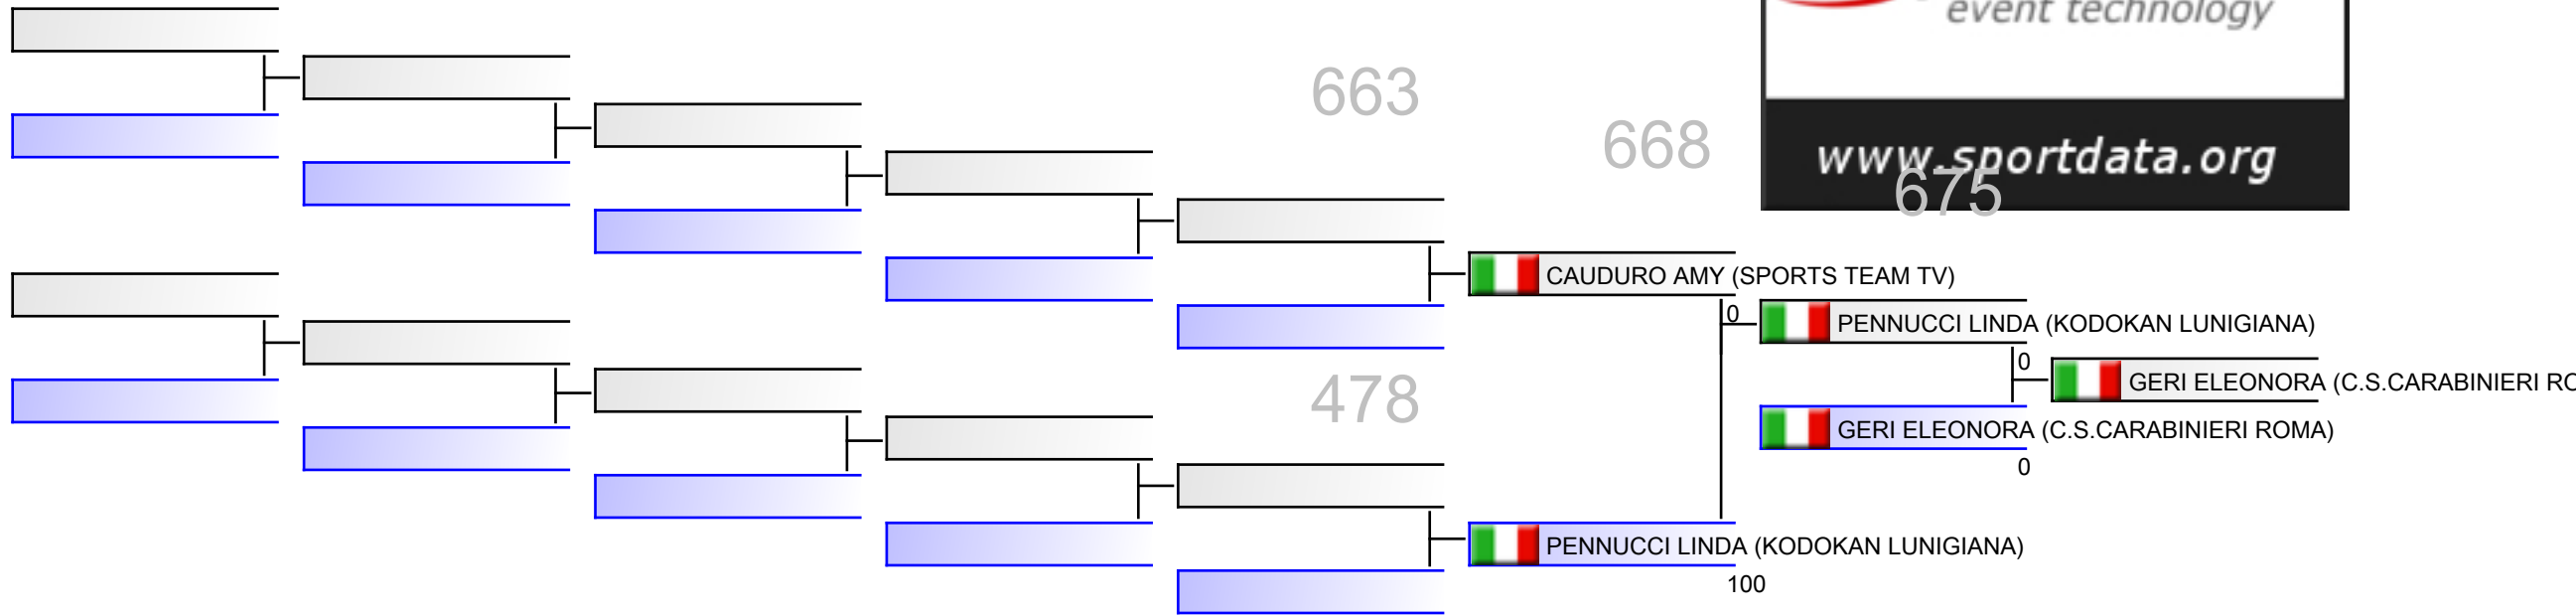 event technology
www.sportdata.org
663
668
675
CAUDURO AMY (SPORTS TEAM TV)
0
PENNUCCI LINDA (KODOKAN LUNIGIANA)
0
GERI ELEONORA (C.S.CARABINIERI RO
GERI ELEONORA (C.S.CARABINIERI ROMA)
0
478
PENNUCCI LINDA (KODOKAN LUNIGIANA)
100